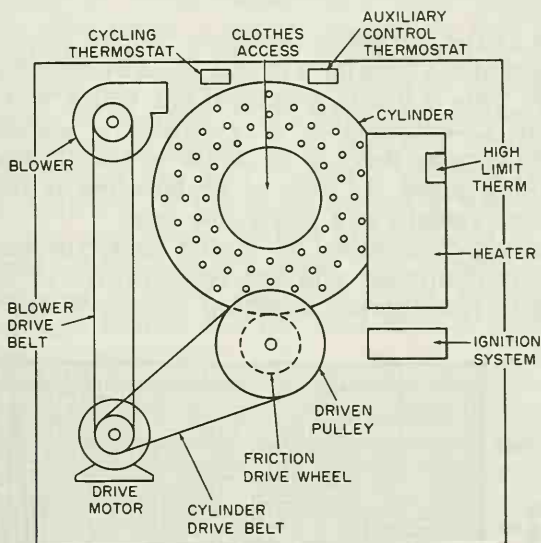 CYCLING
THERMOSTAT
CLOTHES
ACCESS
AUXILIARY
CONTROL
THERMOSTAT
CYLINDER
BLOWER
HIGH
LIMIT
THERM
HEATER
BLOWER
DRIVE
BELT
IGNITION
SYSTEM
DRIVEN
PULLEY
FRICTION
DRIVE WHEEL
DRIVE
MOTOR
CYLINDER
DRIVE BELT